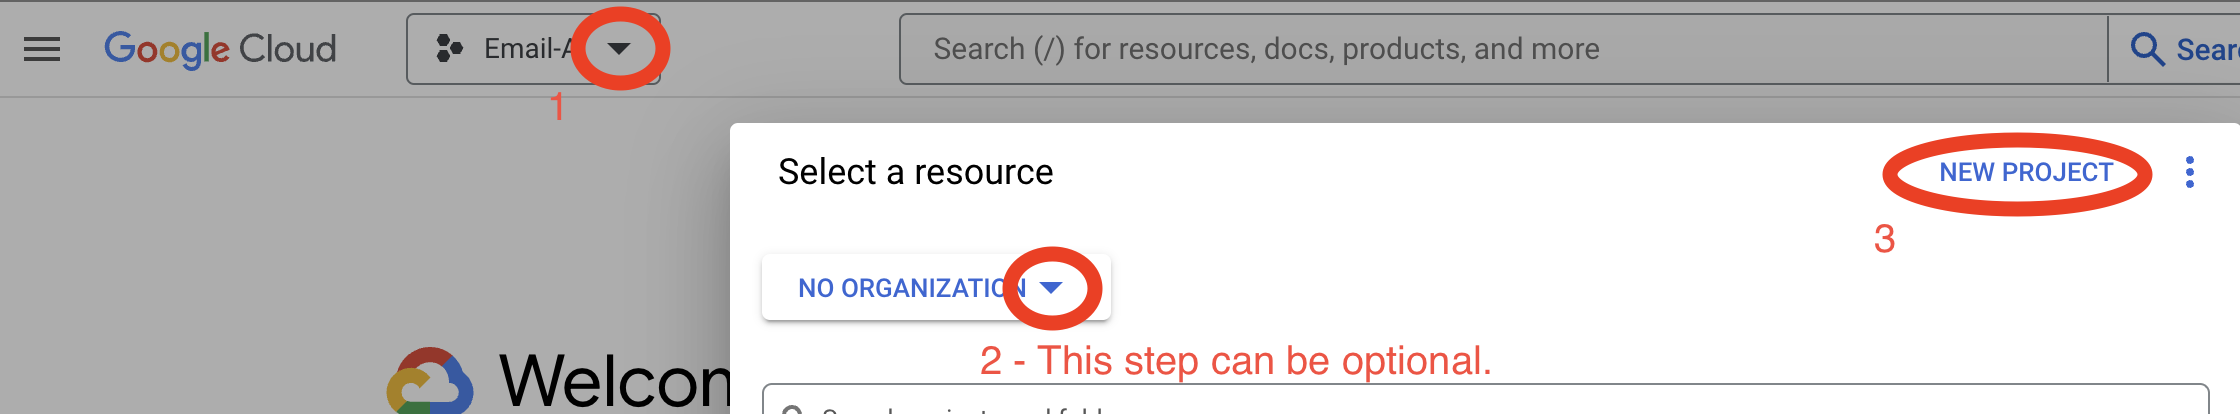 Google Cloud
Email-A
Search (/) for resources, docs, products, and more
Sear
1
Select a resource
NEW PROJECT
3
NO ORGANIZATION
2 - This step can be optional.
Welcon